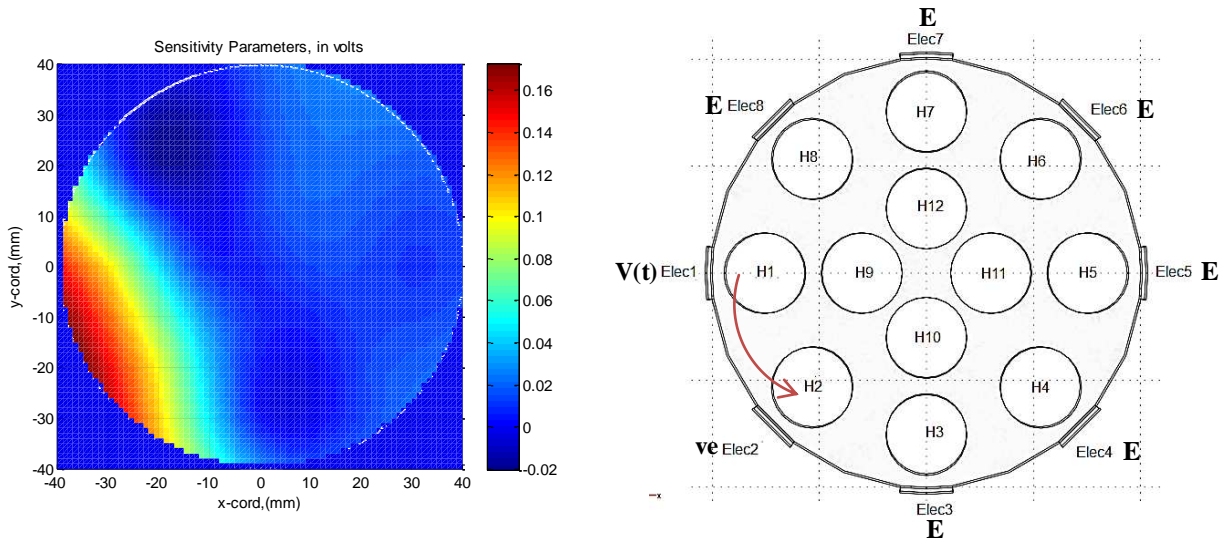 Sensitivity Parameters, in volts
40
30
20
10
0
-10
-20
-30
-40
y-cord,(mm)
-40
-30
-20
-10
0
10
20
30
40
x-cord,(mm)
0.16
0.14
0.12
0.1
0.08
0.06
0.04
0.02
0
-0.02
E
Elec7
E Elec8
Elec6 E
H7
H8
H6
H12
V(t) Elec1
H1
H9
H11
H5
Elec5 E
H10
H2
H4
H3
ve Elec2
Elec4 E
x
Elec3
E